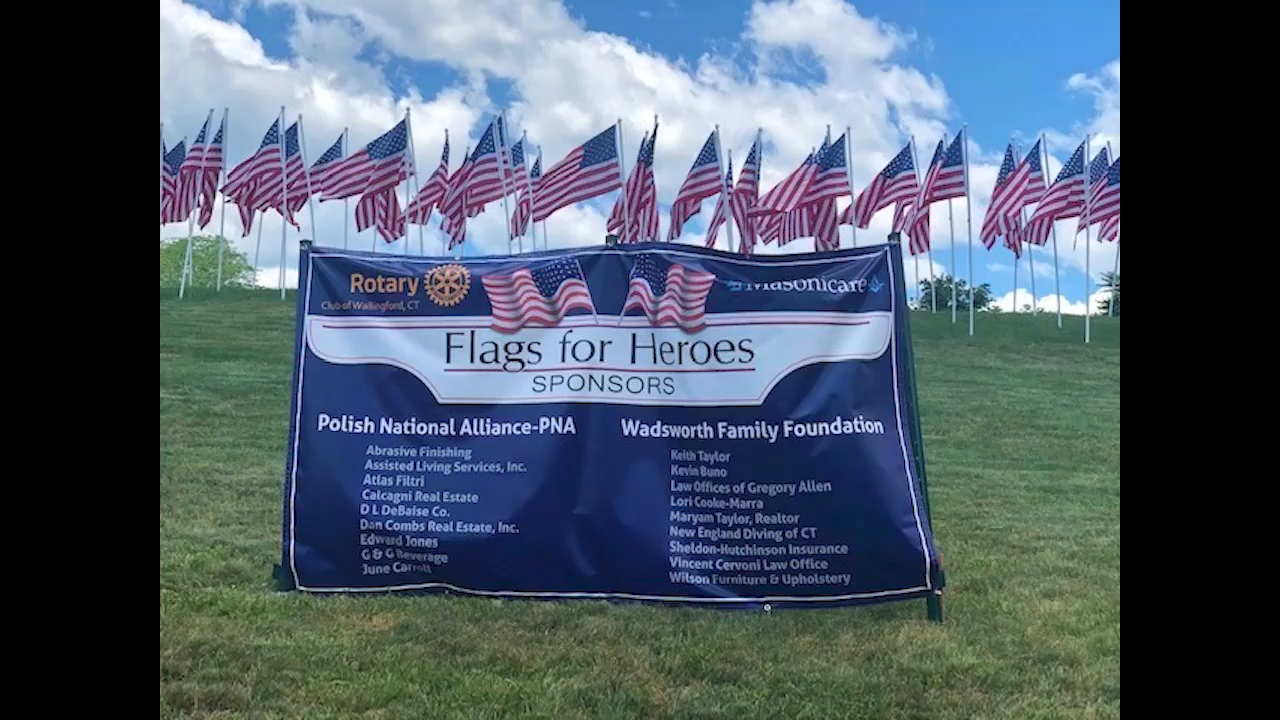 Rotary
Club of Wallingford, CT
Masonicare
Flags for Heroes
SPONSORS
Polish National Alliance-PNA
Abrasive Finishing
Assisted Living Services, Inc.
Atlas Filtri
Calcagni Real Estate
D L DeBaise Co.
Dan Combs Real Estate, Inc.
Edward Jones
G & G Beverage
June Carroll
Wadsworth Family Foundation
Keith Taylor
Kevin Buno
Law Offices of Gregory Allen
Lori Cooke-Marra
Maryam Taylor, Realtor
New England Diving of CT
Sheldon-Hutchinson Insurance
Vincent Cervoni Law Office
Wilson Furniture & Upholstery